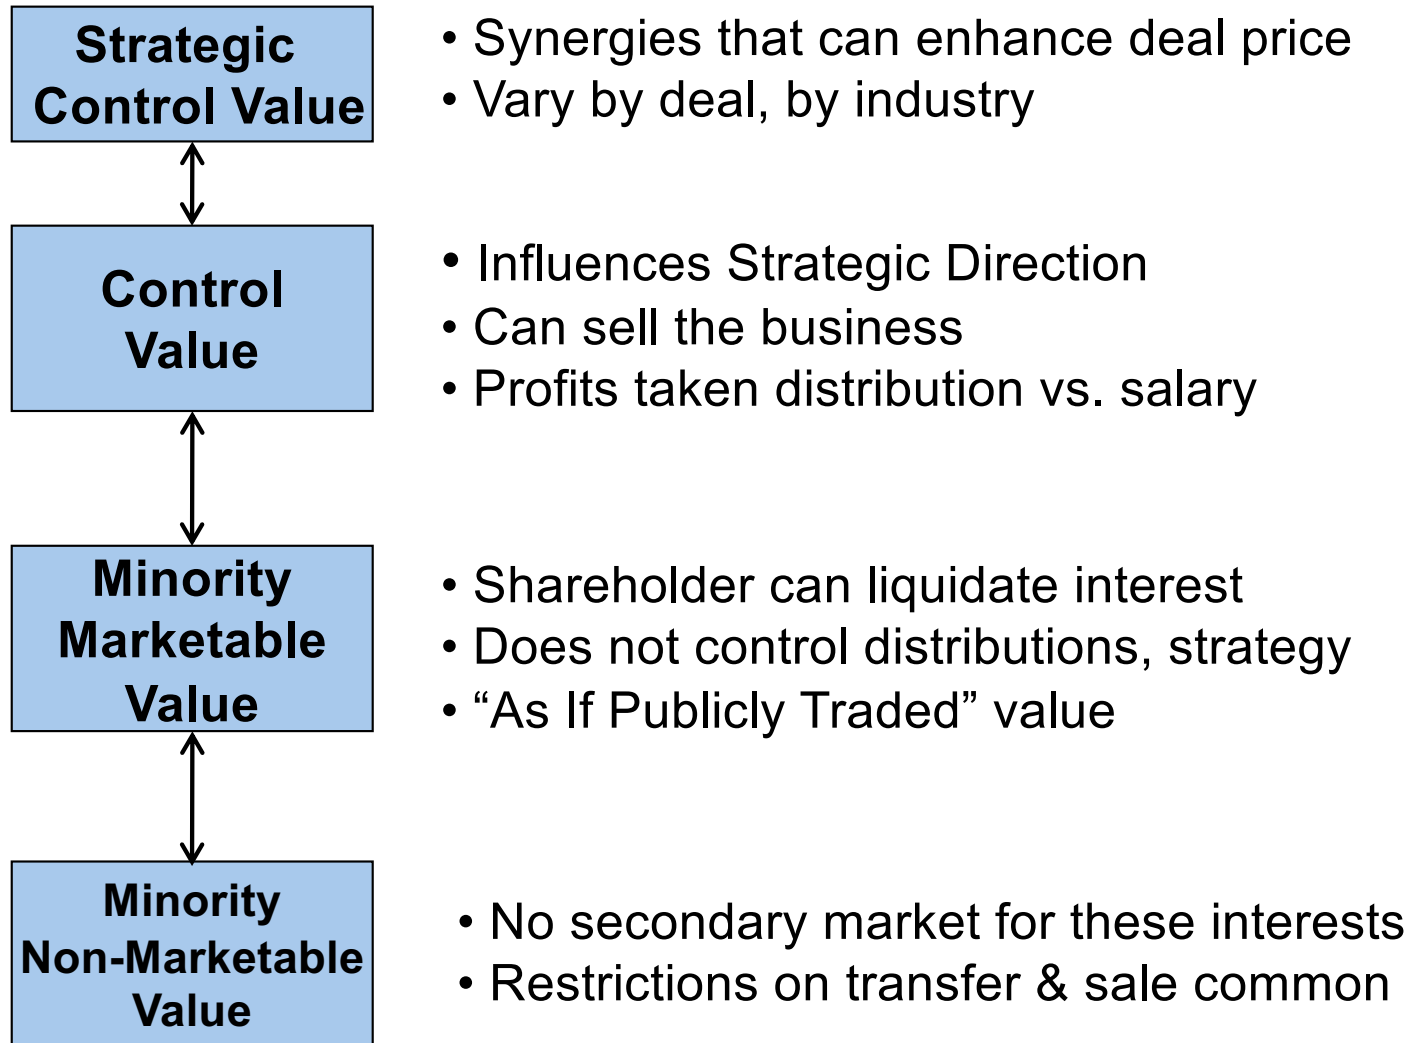 Strategic
Control Value
• Synergies that can enhance deal price
• Vary by deal, by industry
Control
Value
• Influences Strategic Direction
• Can sell the business
• Profits taken distribution vs. salary
Minority
Marketable
Value
• Shareholder can liquidate interest
• Does not control distributions, strategy
• “As If Publicly Traded” value
Minority
Non-Marketable
Value
• No secondary market for these interests
• Restrictions on transfer & sale common